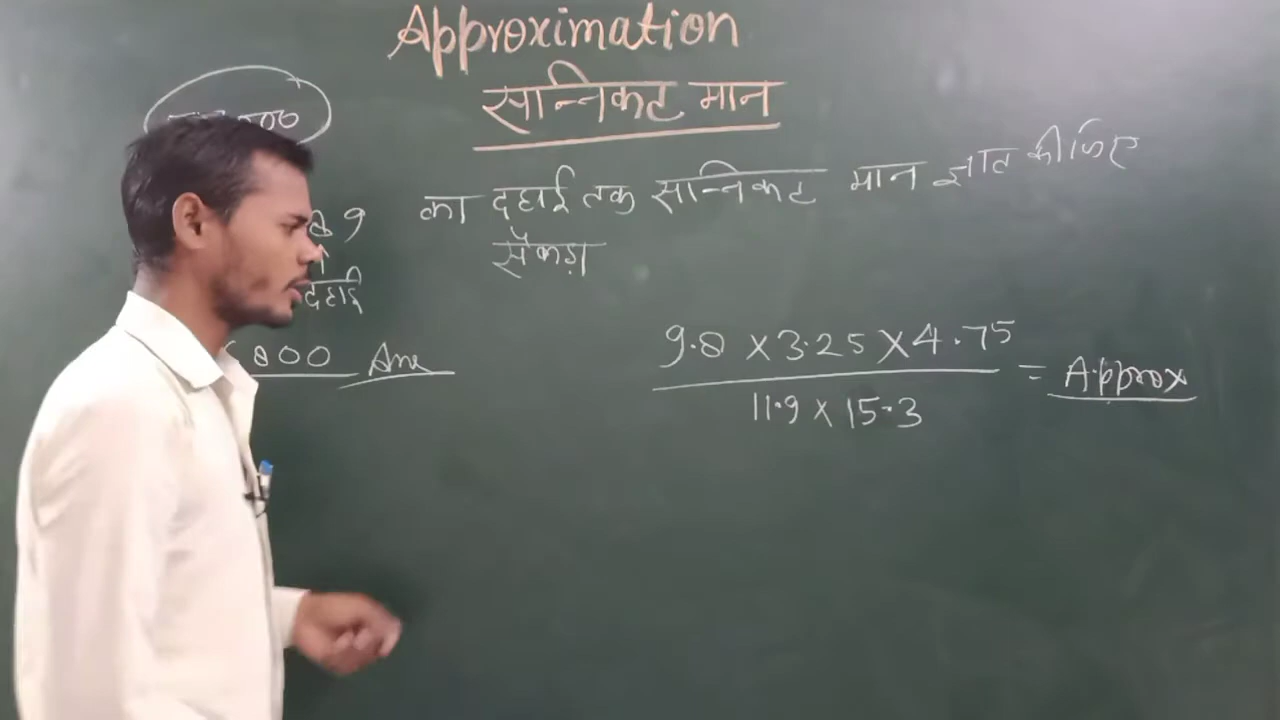 Approximation
सान्निकट मान
का दहाई तक सान्निकट मान ज्ञात कीजिए
सैकड़ा
दहाई
800 Ans
9.8 × 3.25 × 4.75
11.9 × 15.3
= Approx